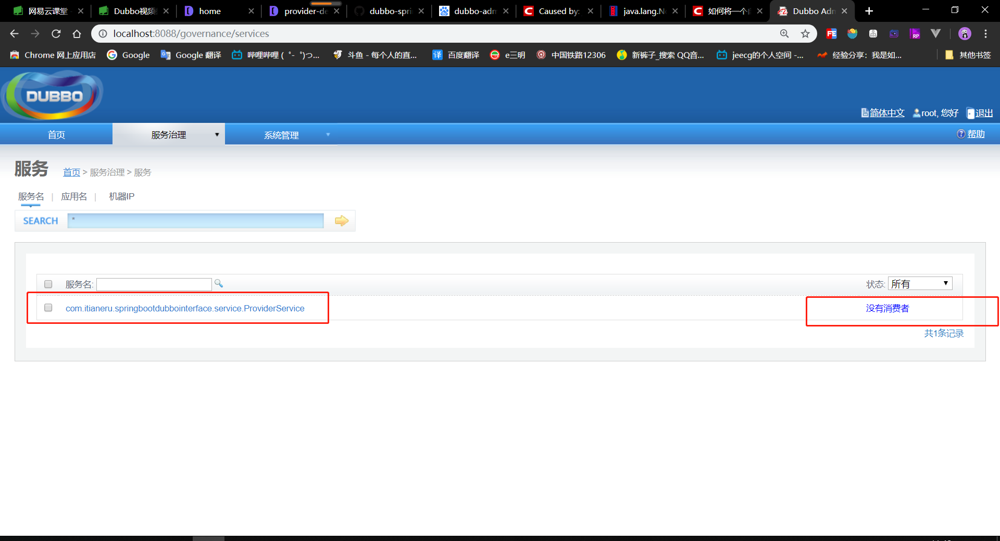 网易云课堂 Dubbo视频 home provider-de dubbo-spri dubbo-adm Caused by: java.lang.N 如何将一个 Dubbo Adm
localhost:8088/governance/services
Chrome 网上应用店 Google Google 翻译 哔哩哔哩 ( ゜- ゜)つ... 斗鱼 - 每个人的直... 百度翻译 e三明 中国铁路12306 新裤子_搜索 QQ音... jeecg的个人空间 -... 经验分享：我是如... 其他书签
DUBBO
简体中文 root, 您好 退出
首页 服务治理 系统管理 帮助
服务 首页 > 服务治理 > 服务
服务名 | 应用名 | 机器IP
SEARCH *
服务名: 状态: 所有
com.itianeru.springbootdubbointerface.service.ProviderService 没有消费者
共1条记录